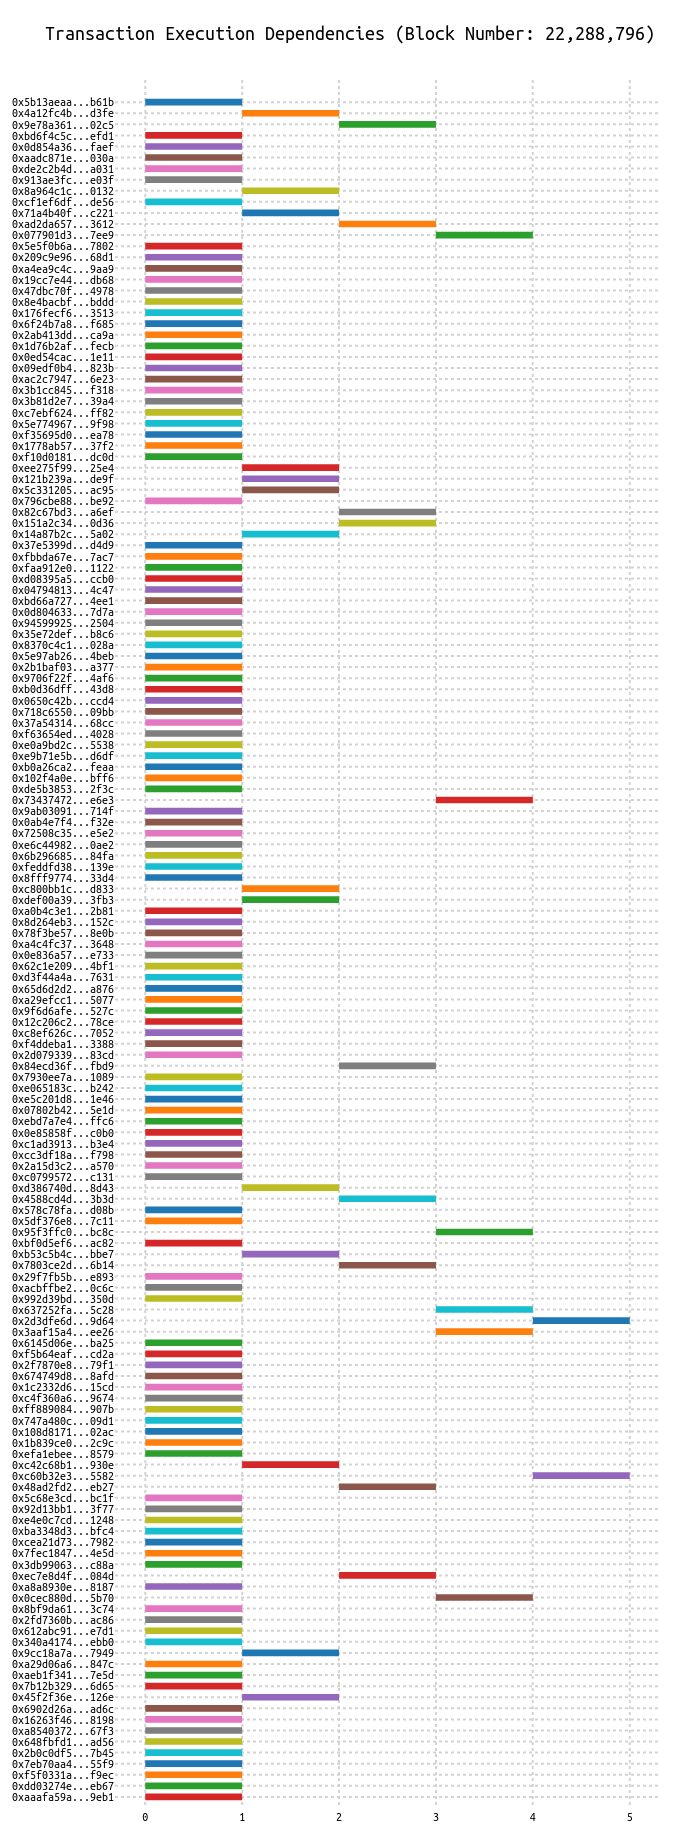 Transaction Execution Dependencies (Block Number: 22,288,796)
0x5b13aeaa...b61b
0x4a12fc4b...d3fe
0x9e78a361...02c5
0xbd6f4c5c...efd1
0x0d854a36...faef
0xaadc871e...030a
0xde2c2b4d...a031
0x913ae3fc...e03f
0x8a964c1c...0132
0xcf1ef6df...de56
0x71a4b40f...c221
0xad2da657...3612
0x077901d3...7ee9
0x5e5f0b6a...7802
0x209c9e96...68d1
0xa4ea9c4c...9aa9
0x19cc7e44...db68
0x47dbc70f...4978
0x8e4bacbf...bddd
0x176fecf6...3513
0x6f24b7a8...f685
0x2ab413dd...ca9a
0x1d76b2af...fecb
0x0ed54cac...1e11
0x09edf0b4...823b
0xac2c7947...6e23
0x3b1cc845...f318
0x3b81d2e7...39a4
0xc7ebf624...ff82
0x5e774967...9f98
0xf35695d0...ea78
0x1778ab57...37f2
0xf10d0181...dc0d
0xee275f99...25e4
0x121b239a...de9f
0x5c331205...ac95
0x796cbe88...be92
0x82c67bd3...a6ef
0x151a2c34...0d36
0x14a87b2c...5a02
0x37e5399d...d4d9
0xfbbda67e...7ac7
0xfaa912e0...1122
0xd08395a5...ccb0
0x04794813...4c47
0xbd66a727...4ee1
0x0d804633...7d7a
0x94599925...2504
0x35e72def...b8c6
0x8370c4c1...028a
0x5e97ab26...4beb
0x2b1baf03...a377
0x9706f22f...4af6
0xb0d36dff...43d8
0x0650c42b...ccd4
0x718c6550...09bb
0x37a54314...68cc
0xf63654ed...4028
0xe0a9bd2c...5538
0xe9b71e5b...d6df
0xb0a26ca2...feaa
0x102f4a0e...bff6
0xde5b3853...2f3c
0x73437472...e6e3
0x9ab03091...714f
0x0ab4e7f4...f32e
0x72508c35...e5e2
0xe6c44982...0ae2
0x6b296685...84fa
0xfeddfd38...139e
0x8fff9774...33d4
0xc800bb1c...d833
0xdef00a39...3fb3
0xa0b4c3e1...2b81
0x8d264eb3...152c
0x78f3be57...8e0b
0xa4c4fc37...3648
0x0e836a57...e733
0x62c1e209...4bf1
0xd3f44a4a...7631
0x65d6d2d2...a876
0xa29efcc1...5077
0x9f6d6afe...527c
0x12c206c2...78ce
0xc8ef626c...7052
0xf4ddeba1...3388
0x2d079339...83cd
0x84ecd36f...fbd9
0x7930ee7a...1089
0xe065183c...b242
0xe5c201d8...1e46
0x07802b42...5e1d
0xebd7a7e4...ffc6
0x0e85858f...c0b0
0xc1ad3913...b3e4
0xcc3df18a...f798
0x2a15d3c2...a570
0xc0799572...c131
0xd386740d...8d43
0x4588cd4d...3b3d
0x578c78fa...d08b
0x5df376e8...7c11
0x95f3ffc0...bc8c
0xbf0d5ef6...ac82
0xb53c5b4c...bbe7
0x7803ce2d...6b14
0x29f7fb5b...e893
0xacbffbe2...0c6c
0x992d39bd...350d
0x637252fa...5c28
0x2d3dfe6d...9d64
0x3aaf15a4...ee26
0x6145d06e...ba25
0xf5b64eaf...cd2a
0x2f7870e8...79f1
0x674749d8...8afd
0x1c2332d6...15cd
0xc4f360a6...9674
0xff889084...907b
0x747a480c...09d1
0x108d8171...02ac
0x1b839ce0...2c9c
0xefa1ebee...8579
0xc42c68b1...930e
0xc60b32e3...5582
0x48ad2fd2...eb27
0x5c68e3cd...bc1f
0x92d13bb1...3f77
0xe4e0c7cd...1248
0xba3348d3...bfc4
0xcea21d73...7982
0x7fec1847...4e5d
0x3db99063...c88a
0xec7e8d4f...084d
0xa8a8930e...8187
0x0cec880d...5b70
0x8bf9da61...3c74
0x2fd7360b...ac86
0x612abc91...e7d1
0x340a4174...ebb0
0x9cc18a7a...7949
0xa29d06a6...847c
0xaeb1f341...7e5d
0x7b12b329...6d65
0x45f2f36e...126e
0x6902d26a...ad6c
0x16263f46...8198
0xa8540372...67f3
0x648fbfd1...ad56
0x2b0c0df5...7b45
0x7eb70aa4...55f9
0xf5f0331a...f9ec
0xdd03274e...eb67
0xaaafa59a...9eb1
0 1 2 3 4 5